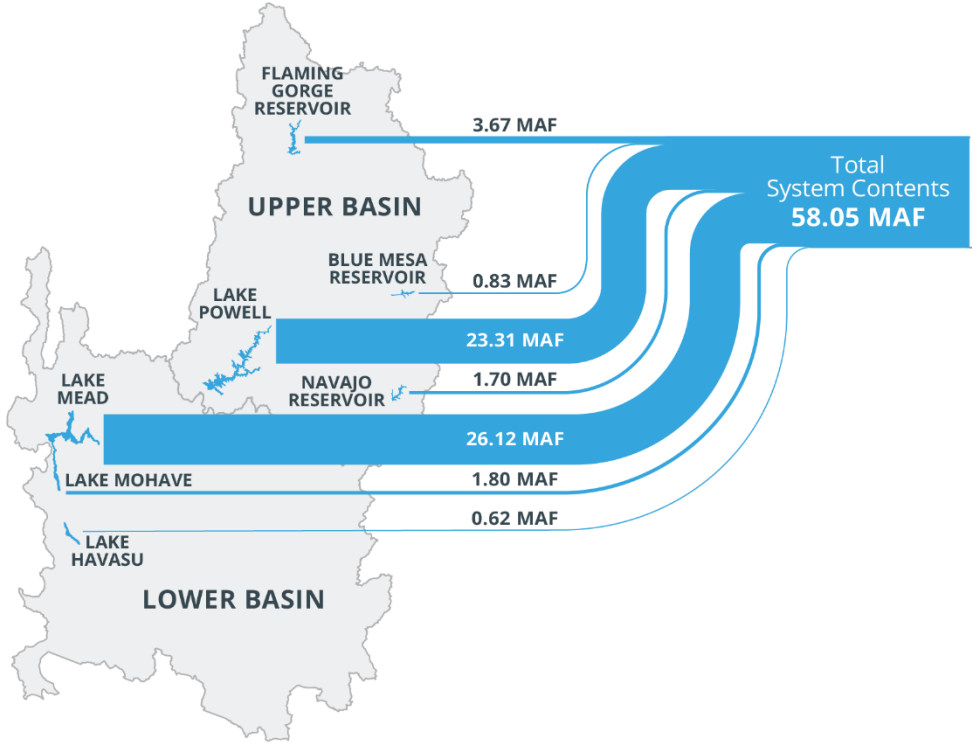 FLAMING
GORGE
RESERVOIR
3.67 MAF
Total
System Contents
58.05 MAF
UPPER BASIN
BLUE MESA
RESERVOIR
0.83 MAF
LAKE
POWELL
23.31 MAF
NAVAJO
RESERVOIR
1.70 MAF
LAKE
MEAD
26.12 MAF
LAKE MOHAVE
1.80 MAF
0.62 MAF
LAKE
HAVASU
LOWER BASIN